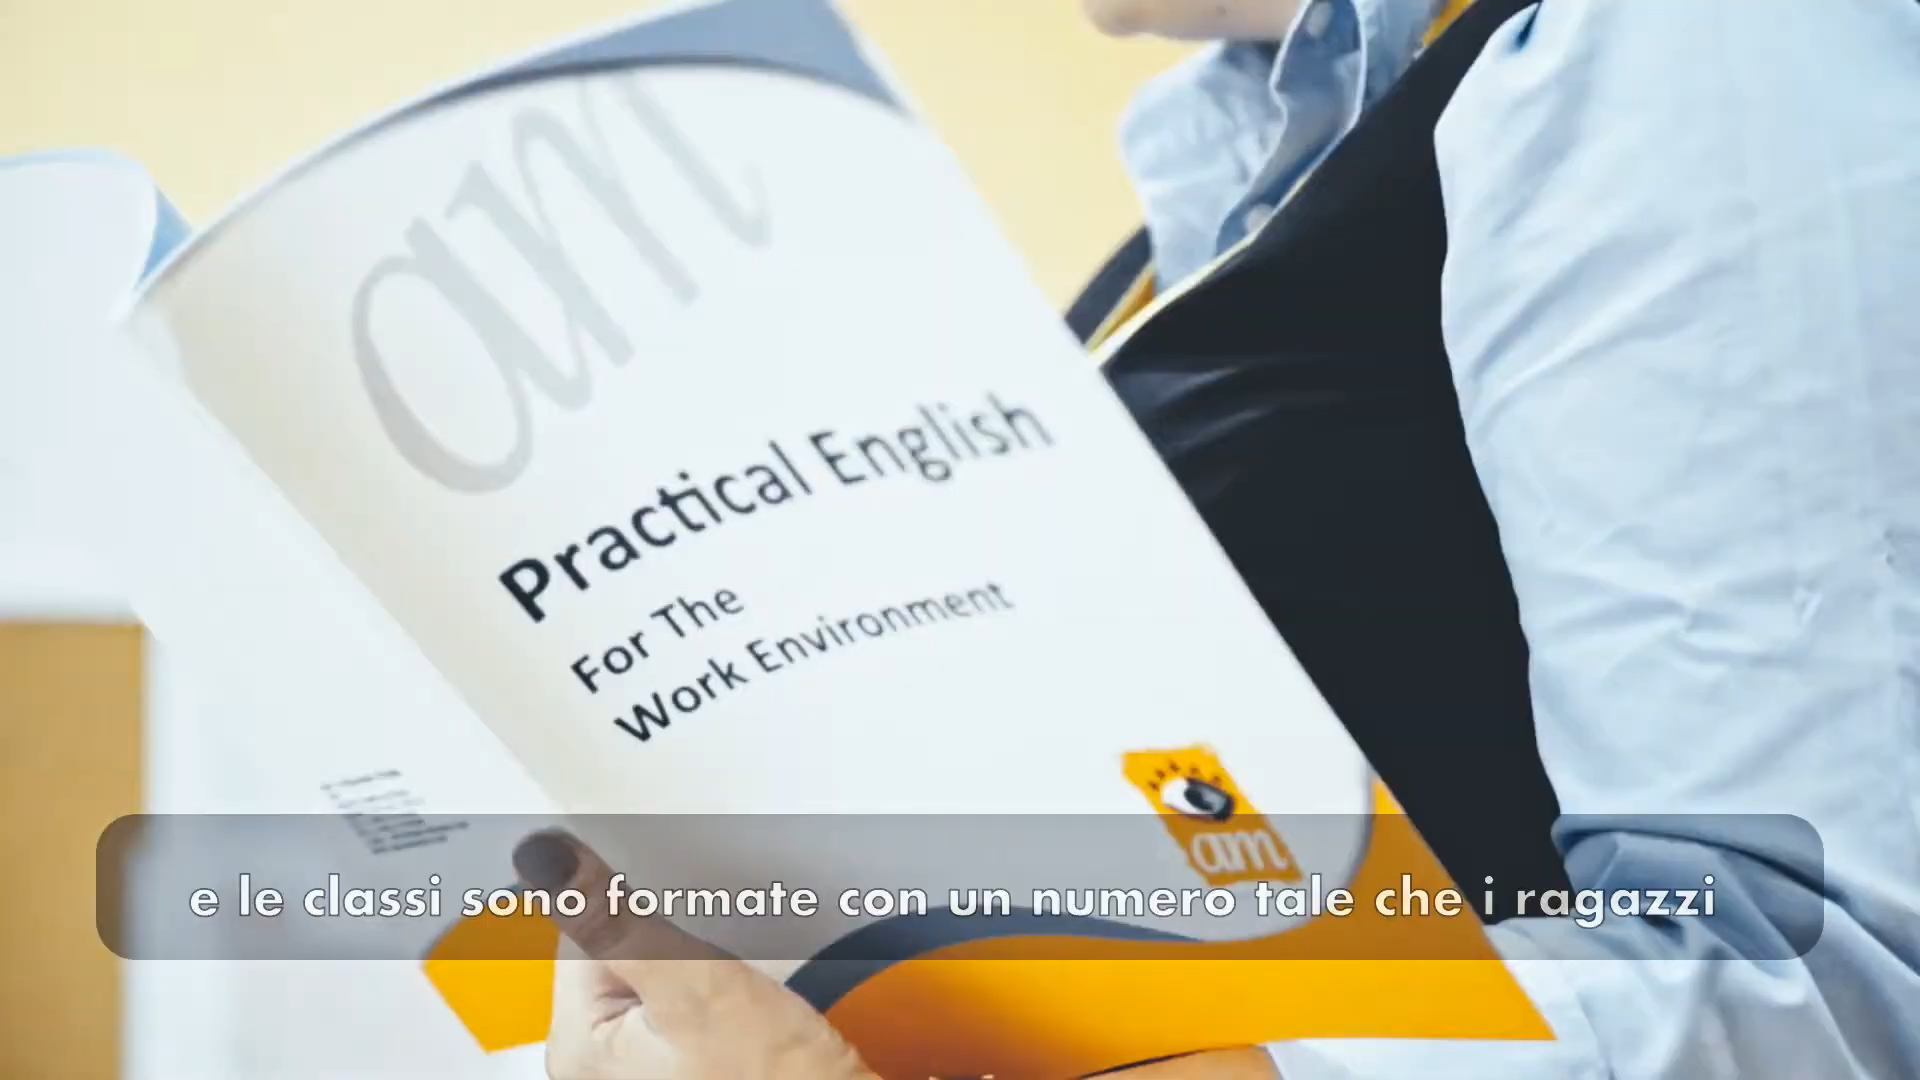 am
Practical English
For The
Work Environment
am
e le classi sono formate con un numero tale che i ragazzi